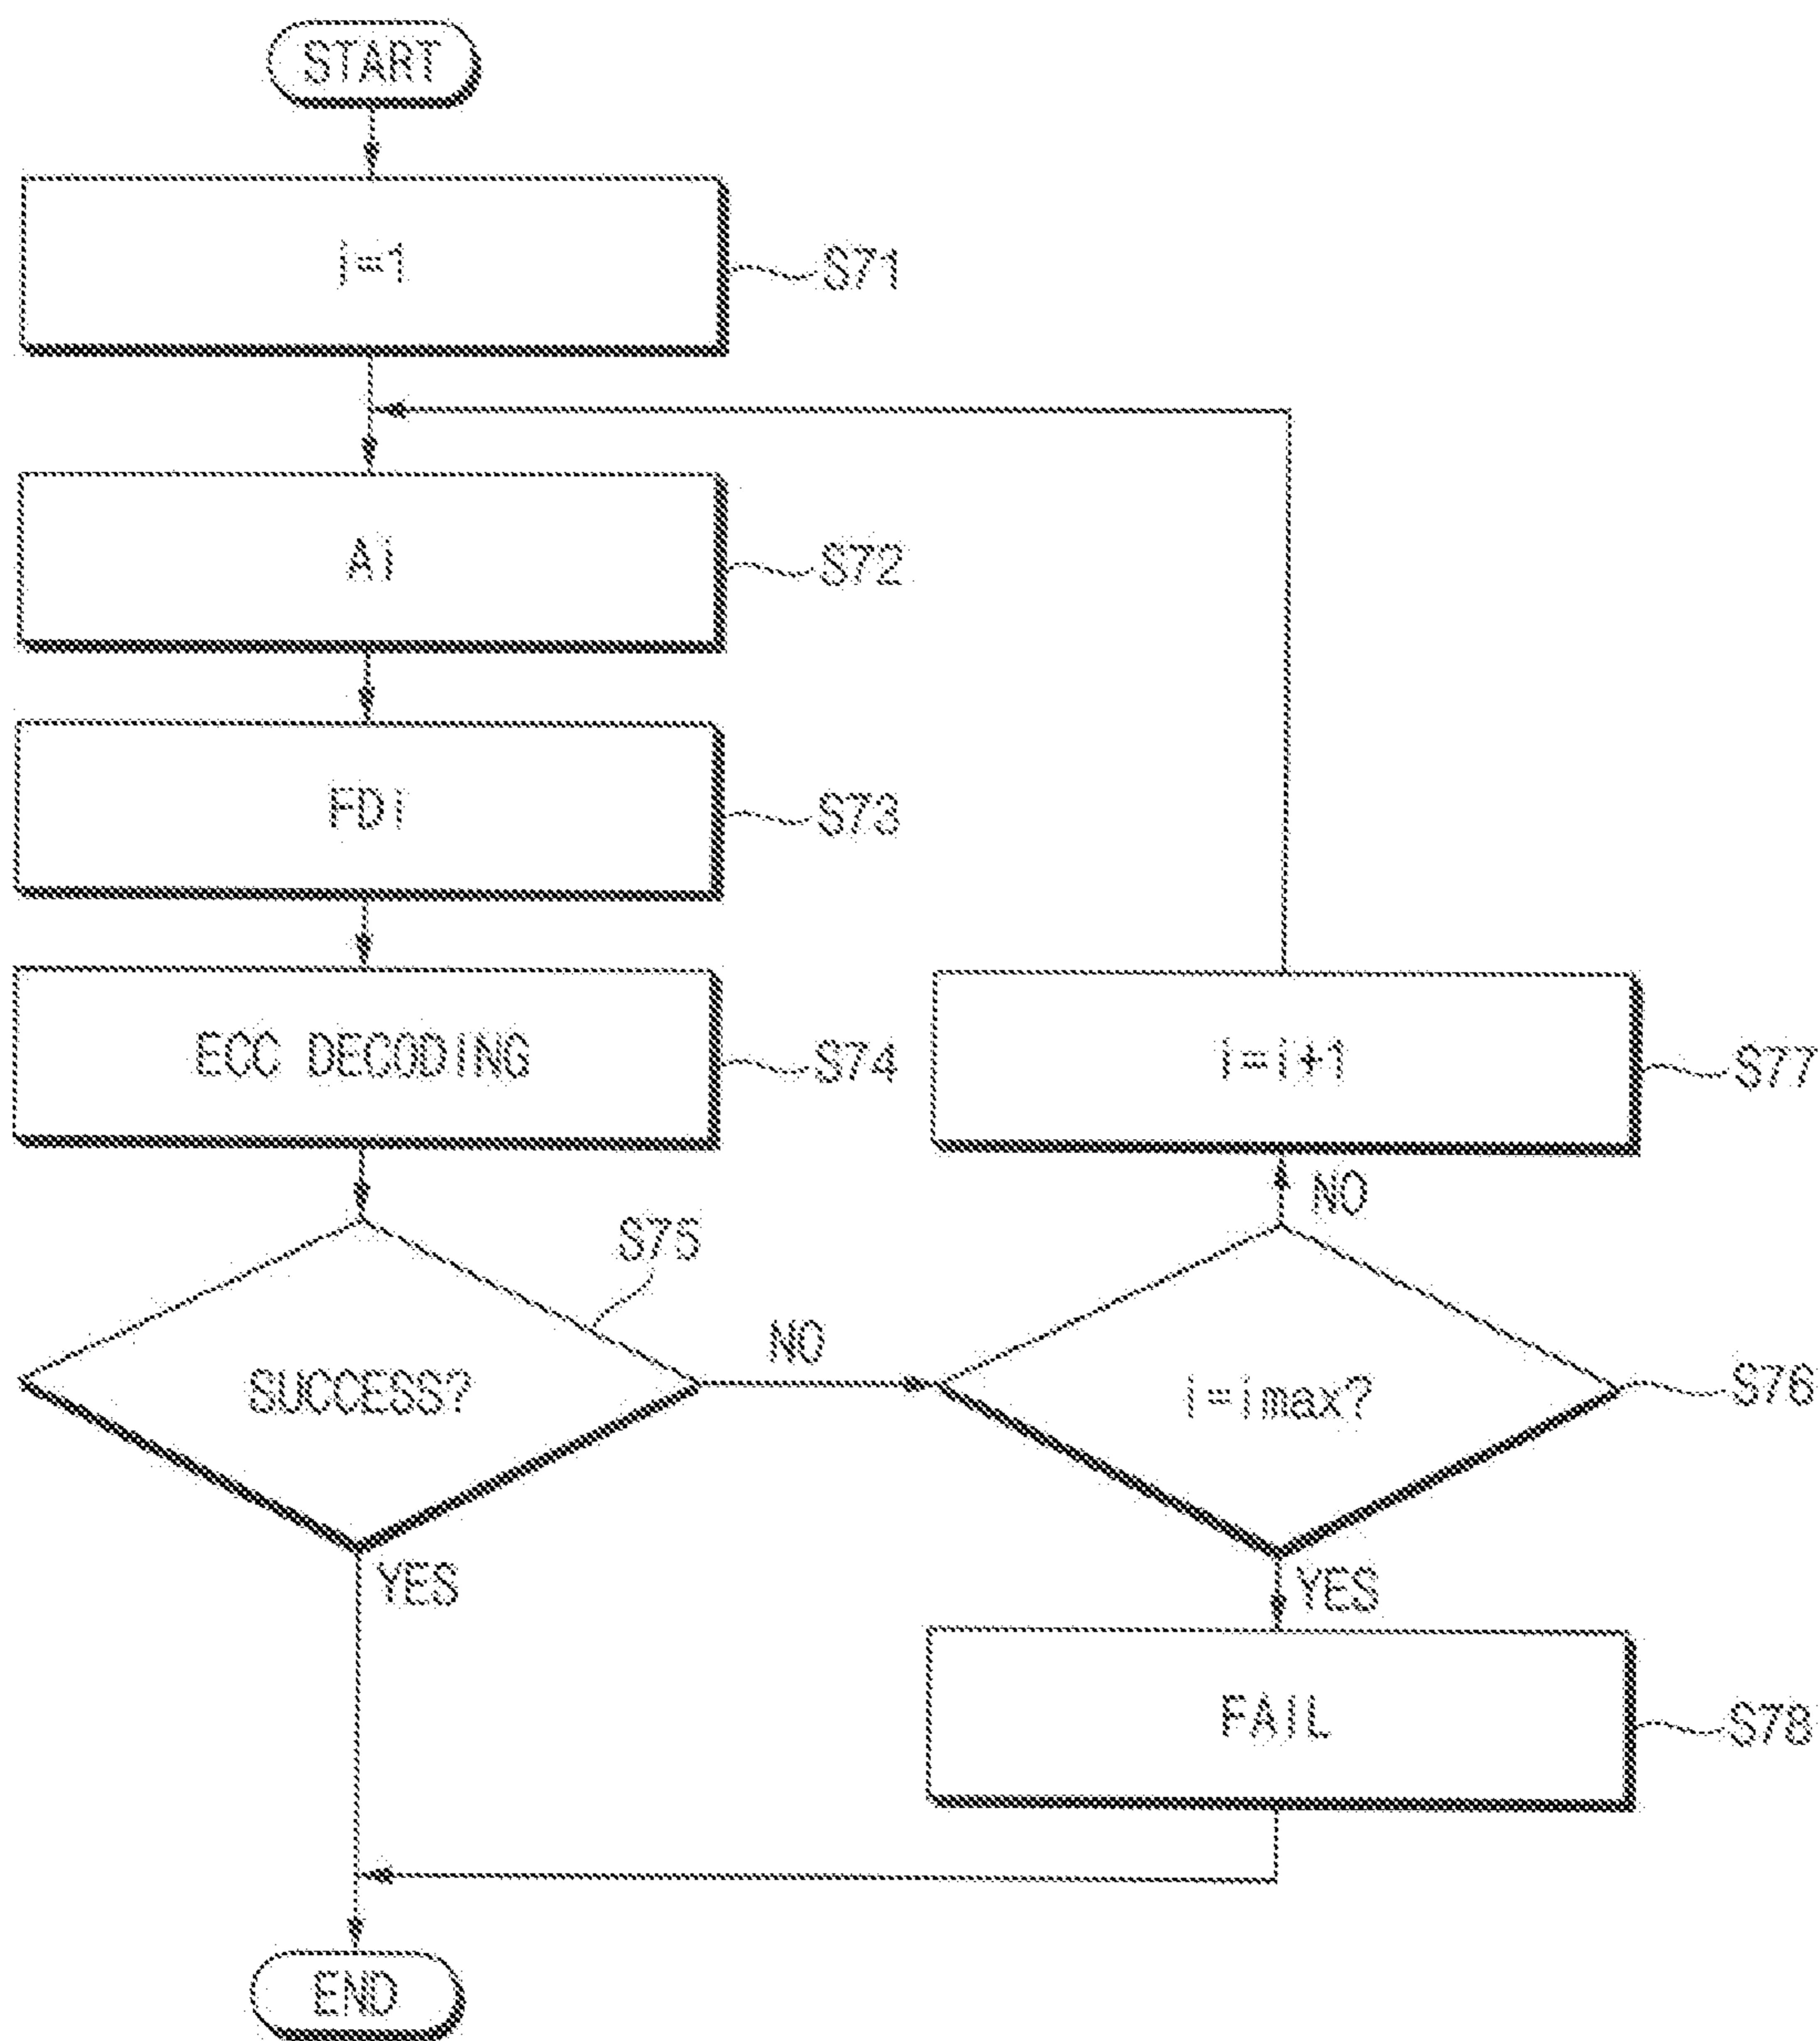 START
i=1
S71
Ai
S72
FDi
S73
ECC DECODING
S74
i=i+1
S77
NO
S75
SUCCESS?
NO
i=imax?
S76
YES
YES
FAIL
S78
END